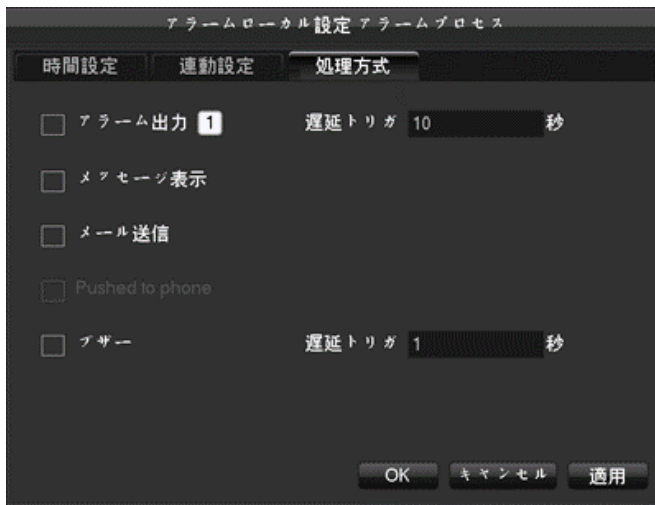 アラームローカル設定 アラームプロセス
時間設定 連動設定 処理方式
アラーム出力 1 遅延トリガ 10 秒
メッセージ表示
メール送信
Pushed to phone
ブザー 遅延トリガ 1 秒
OK キャンセル 適用